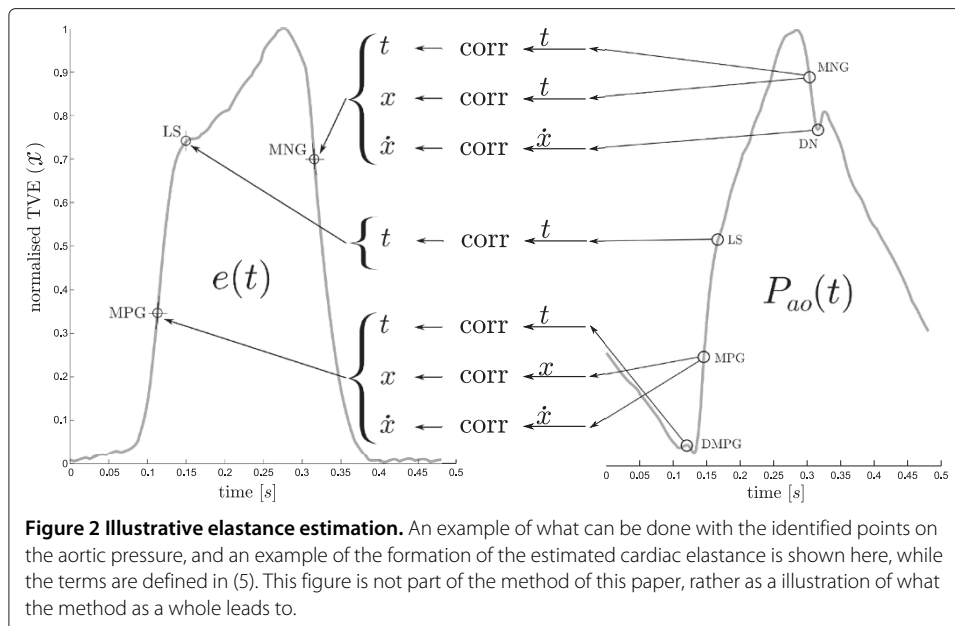 1
0.9
0.8
0.7
0.6
0.5
0.4
0.3
0.2
0.1
0
normalised TVE (x)
LS
MNG
MPG
e(t)
0 0.05 0.1 0.15 0.2 0.25 0.3 0.35 0.4 0.45 0.5
time [s]
t ← corr ← t
x ← corr ← t
ẋ ← corr ← ẋ
t ← corr ← t
t ← corr ← t
x ← corr ← x
ẋ ← corr ← ẋ
MNG
DN
LS
P_ao(t)
MPG
DMPG
0 0.05 0.1 0.15 0.2 0.25 0.3 0.35 0.4 0.45 0.5
time [s]
Figure 2 Illustrative elastance estimation. An example of what can be done with the identified points on
the aortic pressure, and an example of the formation of the estimated cardiac elastance is shown here, while
the terms are defined in (5). This figure is not part of the method of this paper, rather as a illustration of what
the method as a whole leads to.